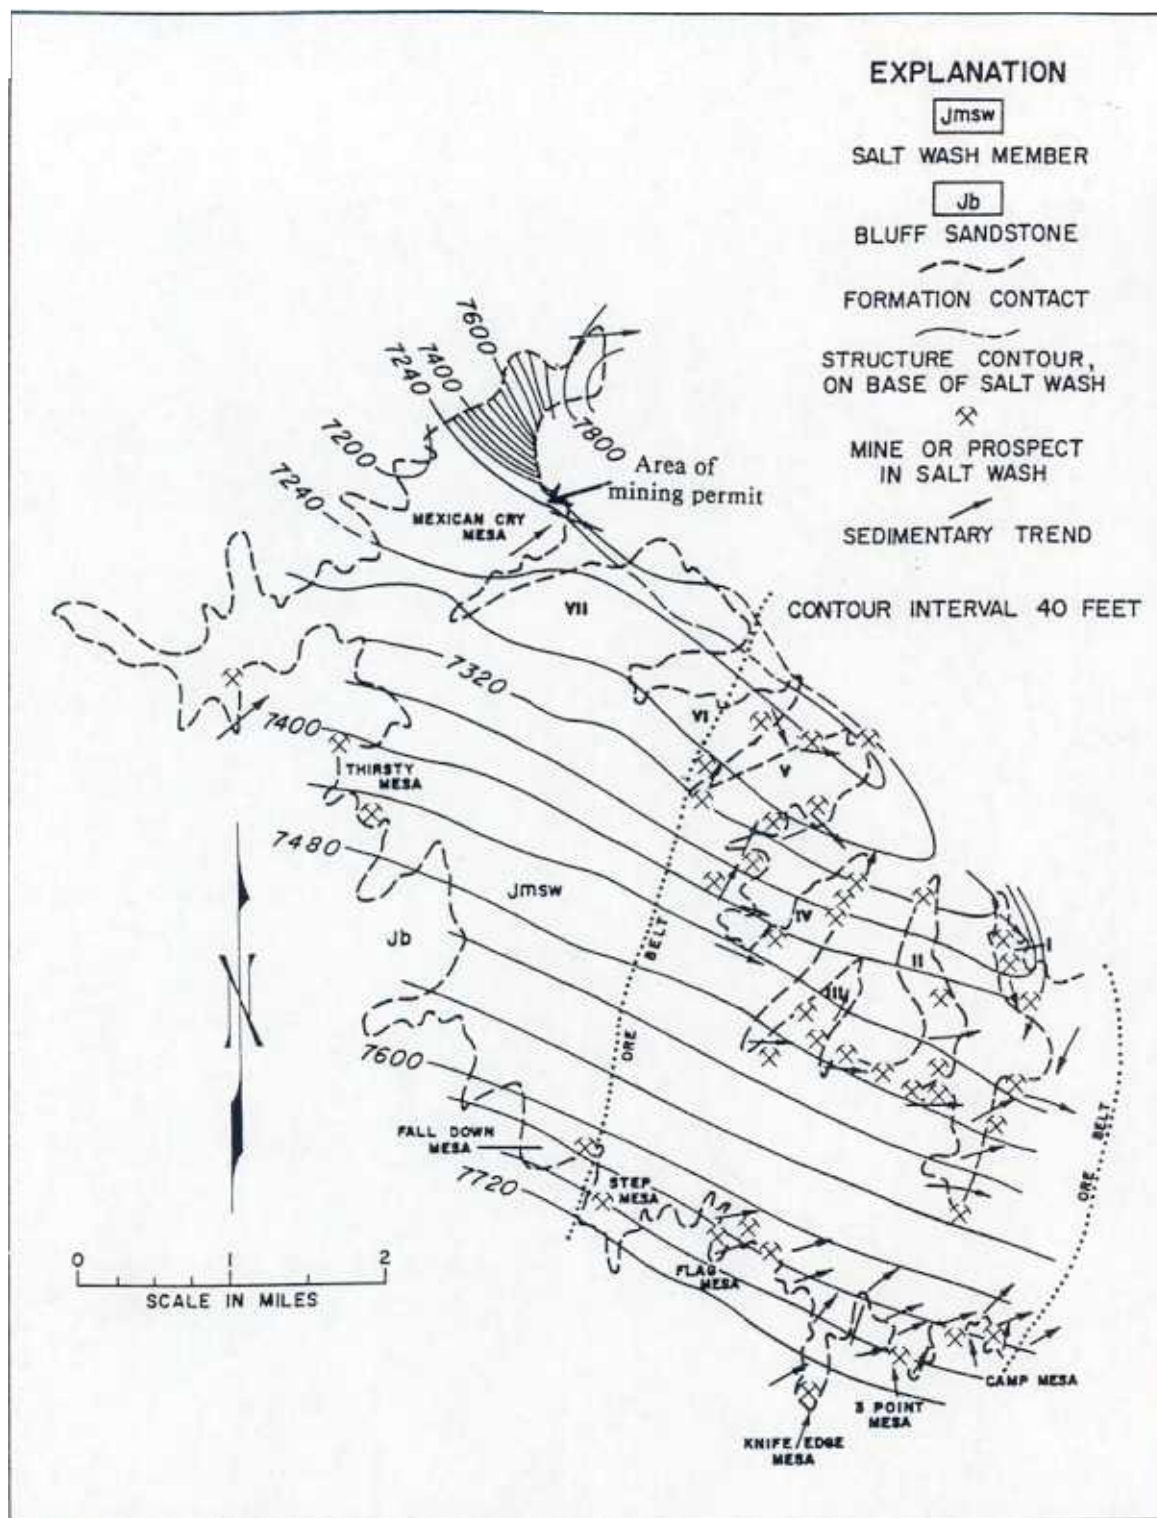 EXPLANATION
Jmsw
SALT WASH MEMBER
Jb
BLUFF SANDSTONE
FORMATION CONTACT
STRUCTURE CONTOUR,
ON BASE OF SALT WASH
MINE OR PROSPECT
IN SALT WASH
SEDIMENTARY TREND
CONTOUR INTERVAL 40 FEET
7600
7400
7240
7200
7800
7240
Area of
mining permit
MEXICAN CRY
MESA
VII
7320
VI
7400
V
THIRSTY
MESA
7480
Jmsw
IV
BELT
Jb
II
I
III
ORE
7600
BELT
FALL DOWN
MESA
STEP
MESA
7720
ORE
0 1 2
SCALE IN MILES
FLAG
MESA
CAMP MESA
3 POINT
MESA
KNIFE EDGE
MESA